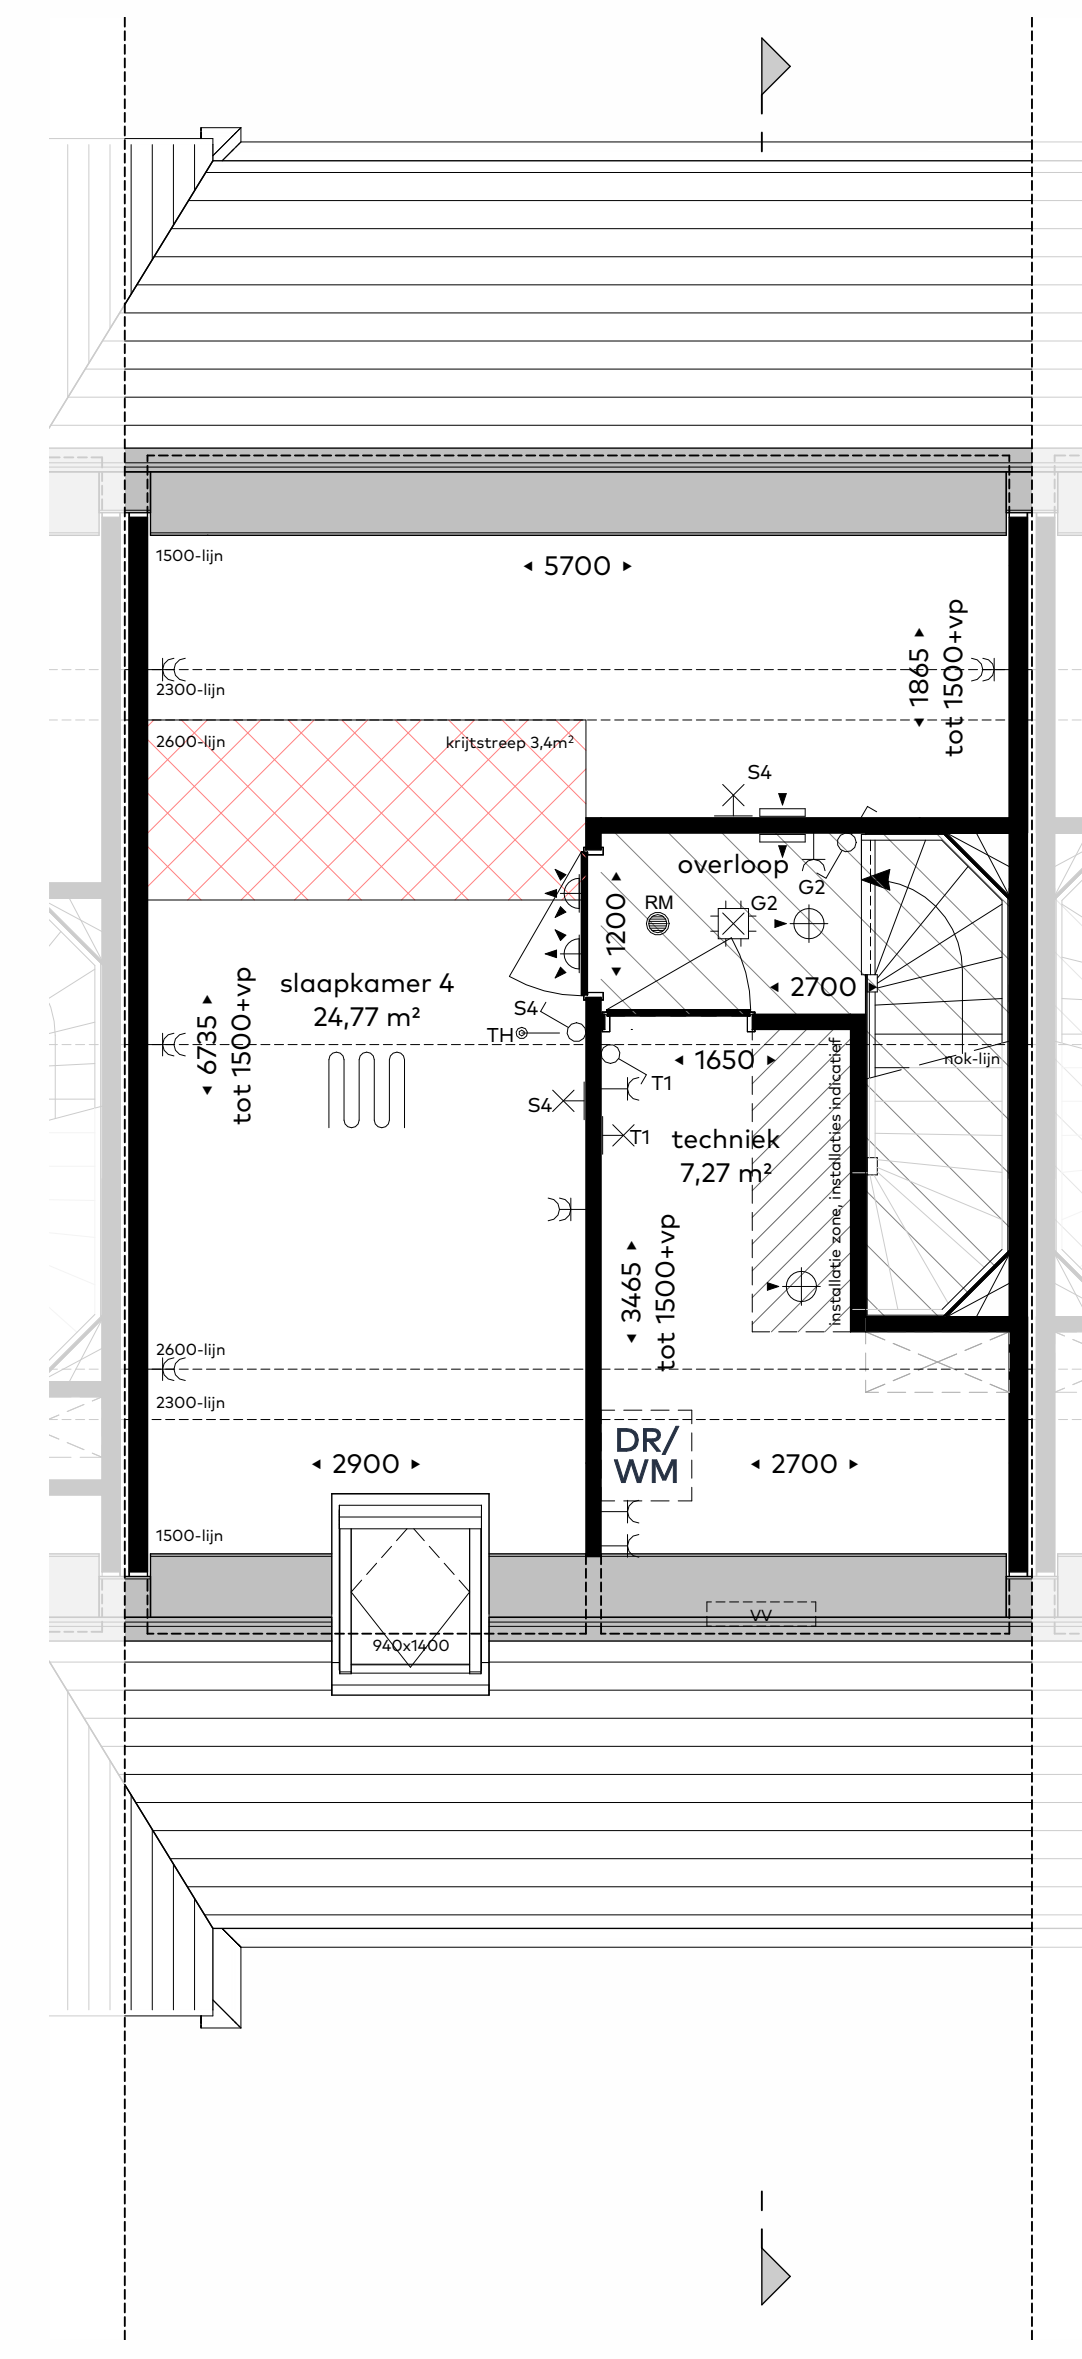 1500-lijn
5700
1865
tot 1500+vp
2300-lijn
2600-lijn
krijtstreep 3,4m²
S4
overloop
G2
RM
G2
1200
2700
slaapkamer 4
24,77 m²
6735
tot 1500+vp
S4
TH
nok-lijn
1650
T1
S4
T1
techniek
7,27 m²
installatie zone, installaties indicatief
3465
tot 1500+vp
2600-lijn
2300-lijn
DR/
WM
2900
2700
1500-lijn
VV
940x1400